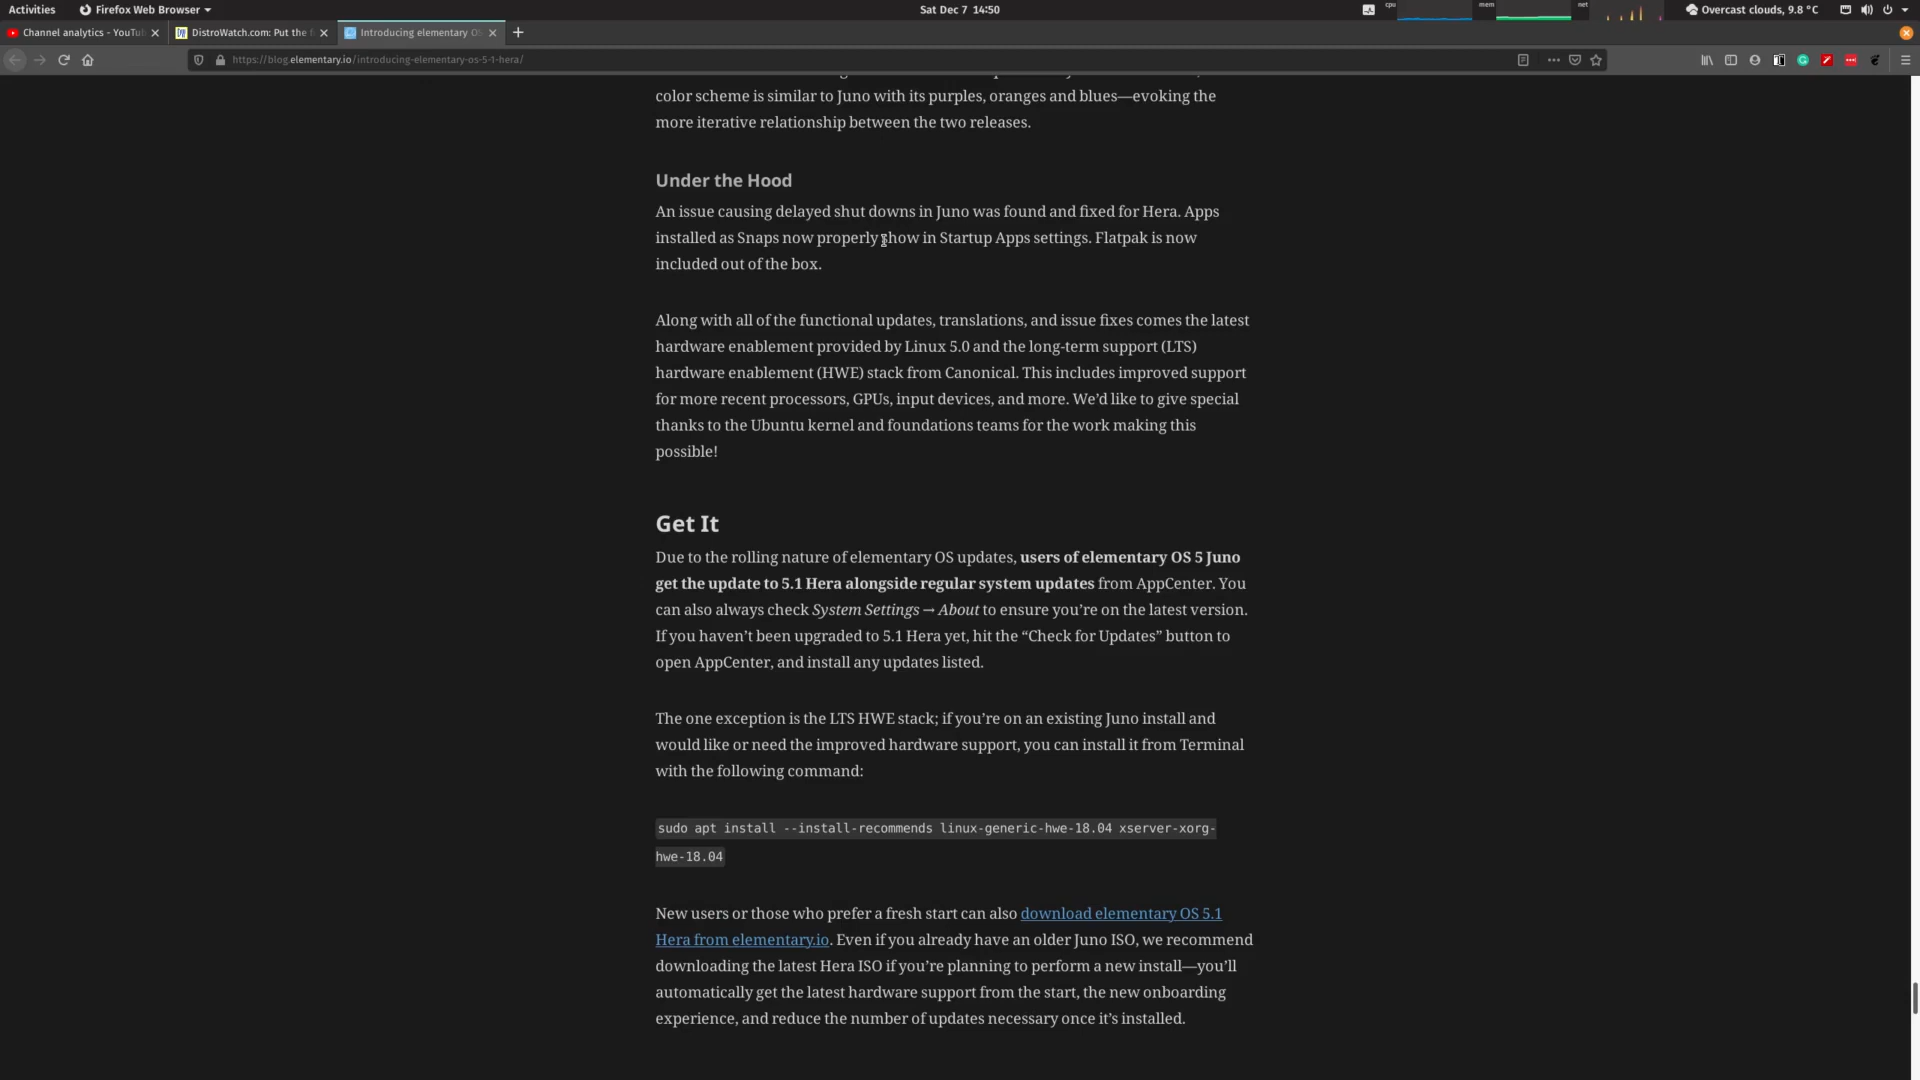 Activities Firefox Web Browser Sat Dec 7 14:50 cpu mem net Overcast clouds, 9.8 °C
Channel analytics - YouTu DistroWatch.com: Put the Introducing elementary OS
https://blog.elementary.io/introducing-elementary-os-5-1-hera/
color scheme is similar to Juno with its purples, oranges and blues—evoking the
more iterative relationship between the two releases.
Under the Hood
An issue causing delayed shut downs in Juno was found and fixed for Hera. Apps
installed as Snaps now properly show in Startup Apps settings. Flatpak is now
included out of the box.
Along with all of the functional updates, translations, and issue fixes comes the latest
hardware enablement provided by Linux 5.0 and the long-term support (LTS)
hardware enablement (HWE) stack from Canonical. This includes improved support
for more recent processors, GPUs, input devices, and more. We’d like to give special
thanks to the Ubuntu kernel and foundations teams for the work making this
possible!
Get It
Due to the rolling nature of elementary OS updates, users of elementary OS 5 Juno
get the update to 5.1 Hera alongside regular system updates from AppCenter. You
can also always check System Settings → About to ensure you’re on the latest version.
If you haven’t been upgraded to 5.1 Hera yet, hit the “Check for Updates” button to
open AppCenter, and install any updates listed.
The one exception is the LTS HWE stack; if you’re on an existing Juno install and
would like or need the improved hardware support, you can install it from Terminal
with the following command:
sudo apt install --install-recommends linux-generic-hwe-18.04 xserver-xorg-
hwe-18.04
New users or those who prefer a fresh start can also download elementary OS 5.1
Hera from elementary.io. Even if you already have an older Juno ISO, we recommend
downloading the latest Hera ISO if you’re planning to perform a new install—you’ll
automatically get the latest hardware support from the start, the new onboarding
experience, and reduce the number of updates necessary once it’s installed.